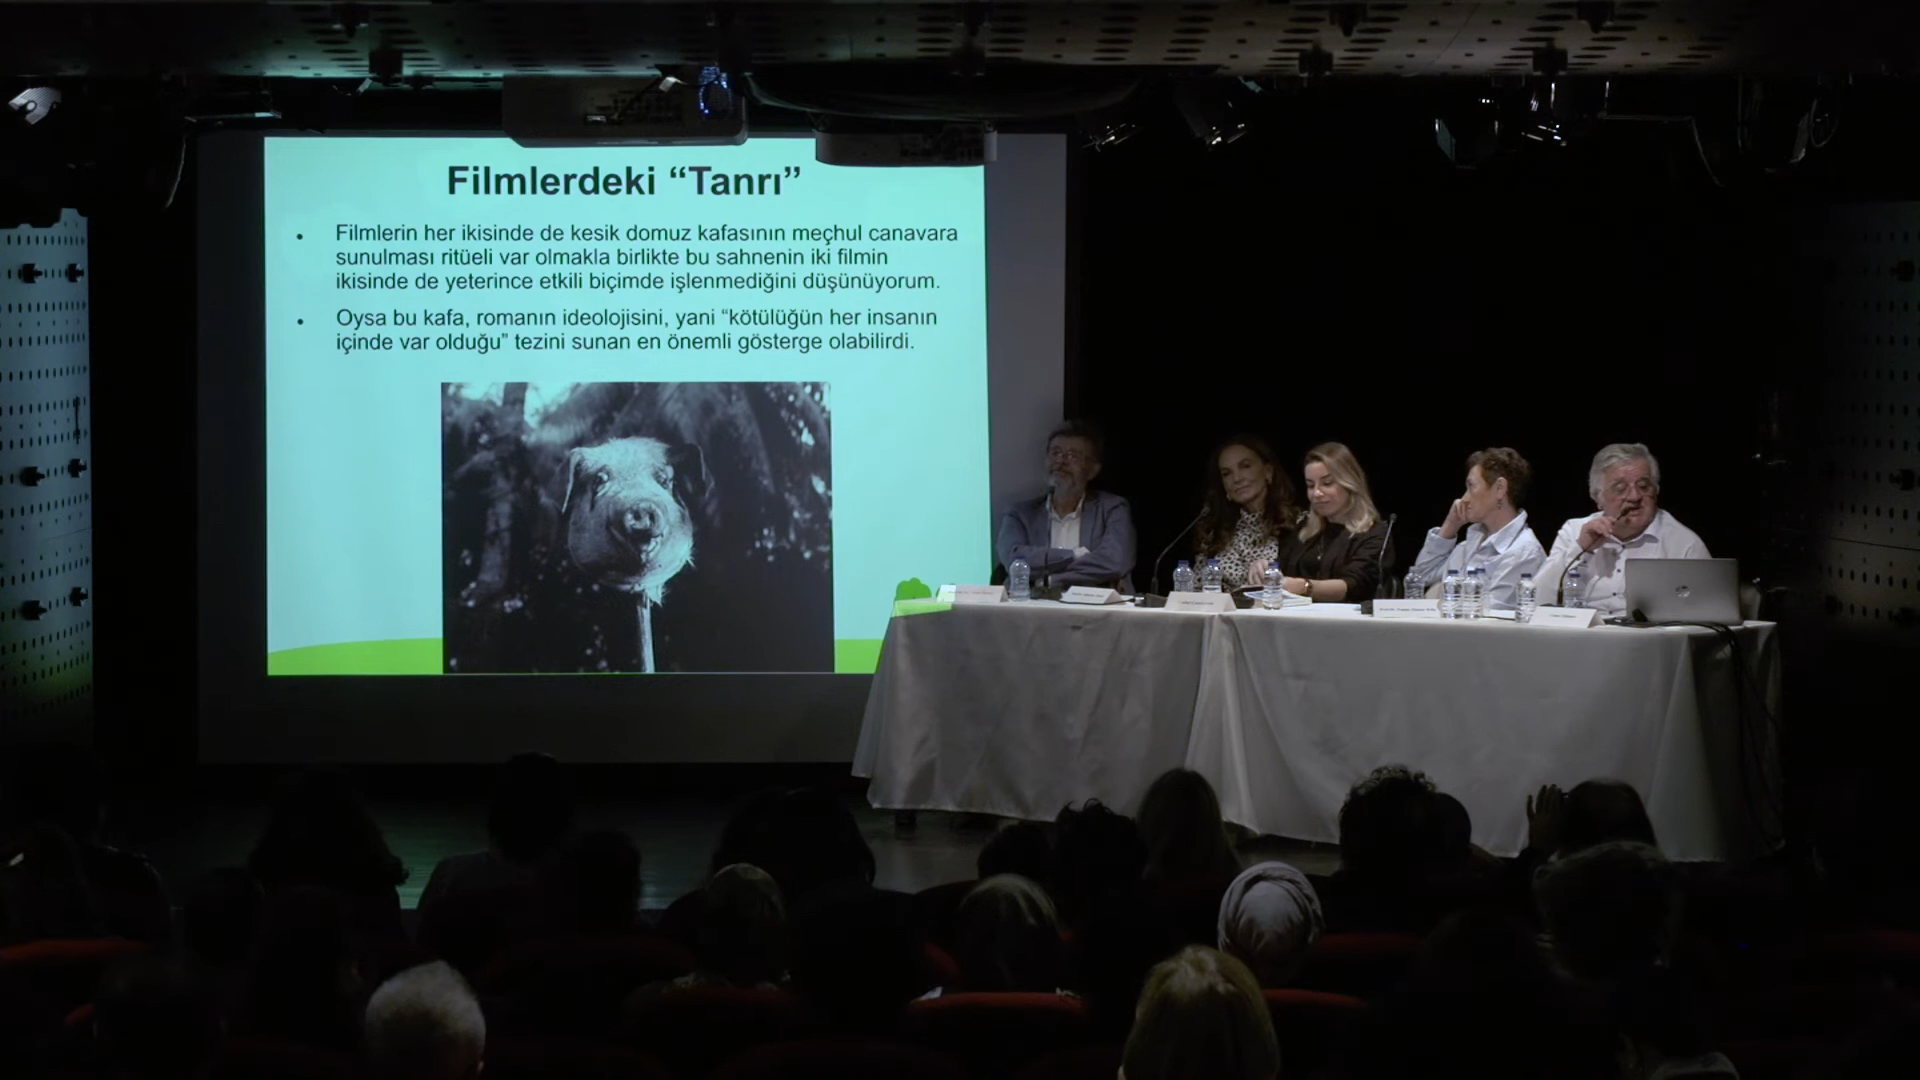 Filmlerdeki “Tanrı”
• Filmlerin her ikisinde de kesik domuz kafasının meçhul canavara
sunulması ritüeli var olmakla birlikte bu sahnenin iki filmin
ikisinde de yeterince etkili biçimde işlenmediğini düşünüyorum.
• Oysa bu kafa, romanın ideolojisini, yani “kötülüğün her insanın
içinde var olduğu” tezini sunan en önemli gösterge olabilirdi.